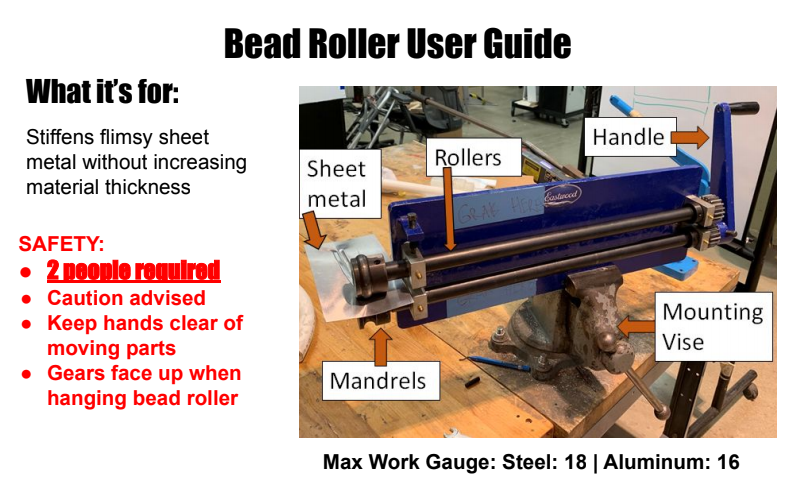 Bead Roller User Guide
What it's for:
Stiffens flimsy sheet
metal without increasing
material thickness
SAFETY:
● 2 people required
● Caution advised
● Keep hands clear of
moving parts
● Gears face up when
hanging bead roller
Sheet
metal
Rollers
Handle
Eastwood
Mounting
Vise
Mandrels
Max Work Gauge: Steel: 18 | Aluminum: 16